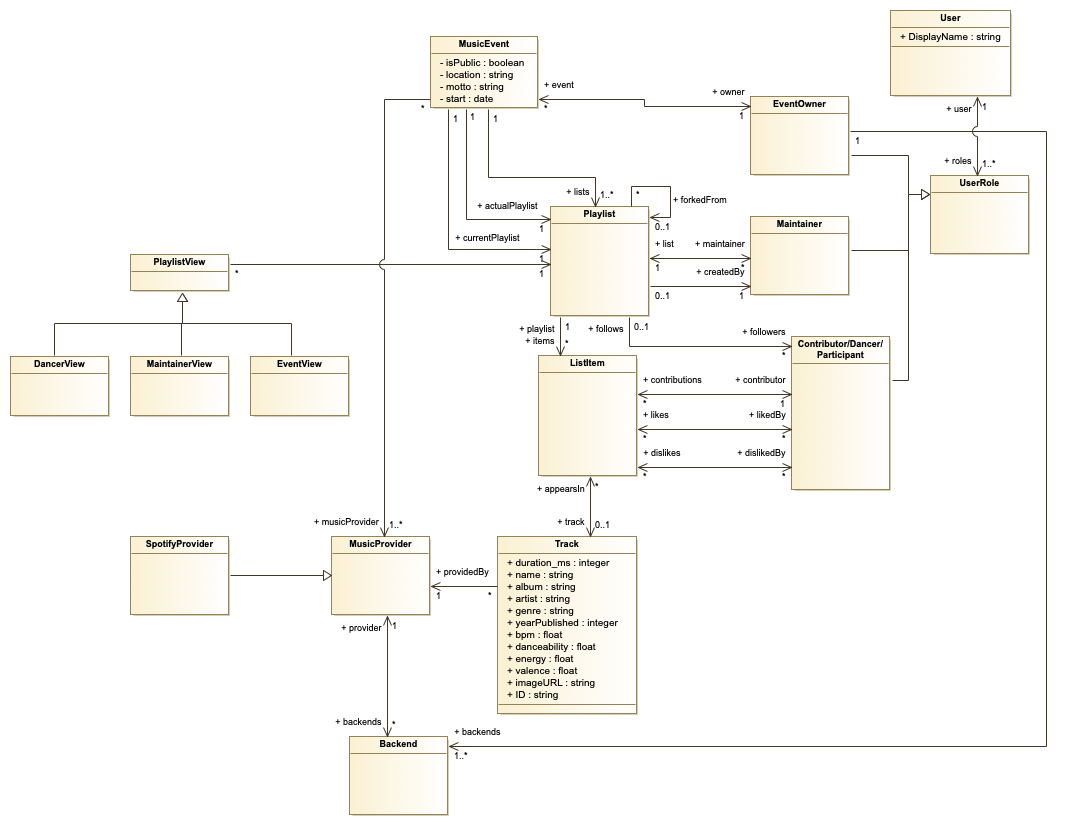 User
+ DisplayName : string
MusicEvent
- isPublic : boolean
- location : string
- motto : string
- start : date
+ event
*
+ owner
1
EventOwner
1
+ user
1
+ roles
1..*
UserRole
*
1
1
1
+ lists
1..*
*
+ forkedFrom
0..1
+ actualPlaylist
1
+ currentPlaylist
1
1
Playlist
+ list
1
+ maintainer
*
+ createdBy
0..1
1
Maintainer
PlaylistView
*
DancerView
MaintainerView
EventView
+ playlist
1
+ items
*
+ follows
0..1
+ followers
*
ListItem
Contributor/Dancer/
Participant
+ contributions
*
+ contributor
1
+ likes
*
+ likedBy
*
+ dislikes
*
+ dislikedBy
*
+ appearsIn
*
+ track
0..1
+ musicProvider
1..*
SpotifyProvider
MusicProvider
+ providedBy
1
*
Track
+ duration_ms : integer
+ name : string
+ album : string
+ artist : string
+ genre : string
+ yearPublished : integer
+ bpm : float
+ danceability : float
+ energy : float
+ valence : float
+ imageURL : string
+ ID : string
+ provider
1
+ backends
*
+ backends
1..*
Backend